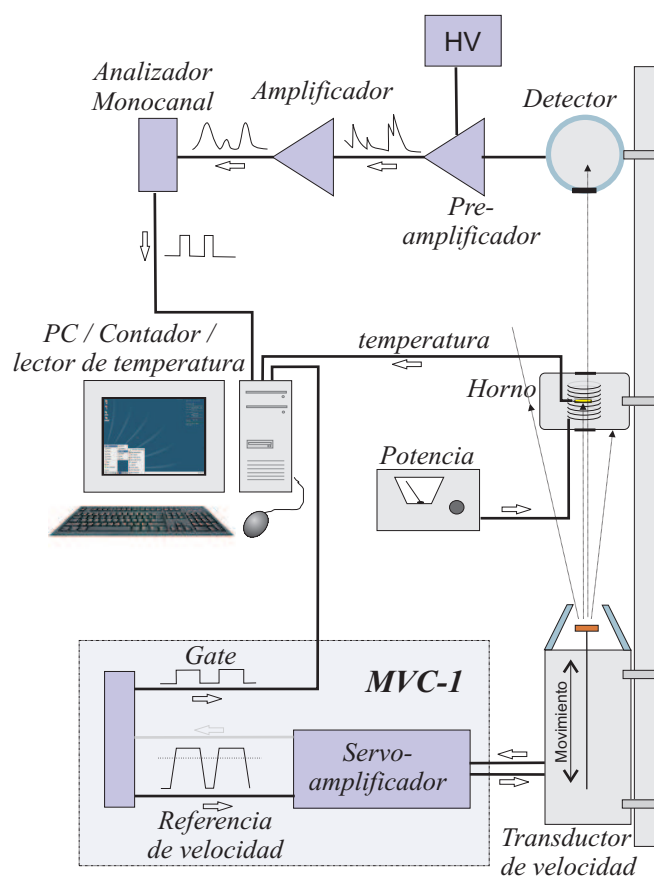 HV
Analizador
Monocanal
Amplificador
Detector
Pre-
amplificador
PC / Contador /
lector de temperatura
temperatura
Horno
Potencia
Gate
MVC-1
Servo-
amplificador
Referencia
de velocidad
Movimiento
Transductor
de velocidad